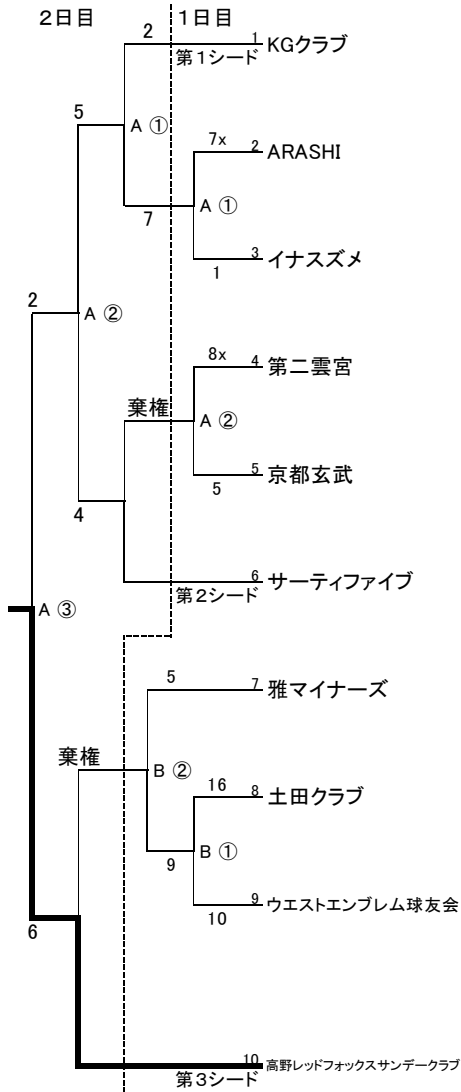 2日目 1日目
2
1 KGクラブ
第1シード
5
A ①
7x
2 ARASHI
7
A ①
3 イナスズメ
1
2
A ②
8x
4 第二雲宮
棄権
A ②
5 京都玄武
5
4
6 サーティファイブ
第2シード
A ③
5
7 雅マイナーズ
棄権
B ②
16
8 土田クラブ
9
B ①
9 ウエストエンブレム球友会
10
6
10 高野レッドフォックスサンデークラブ
第3シード